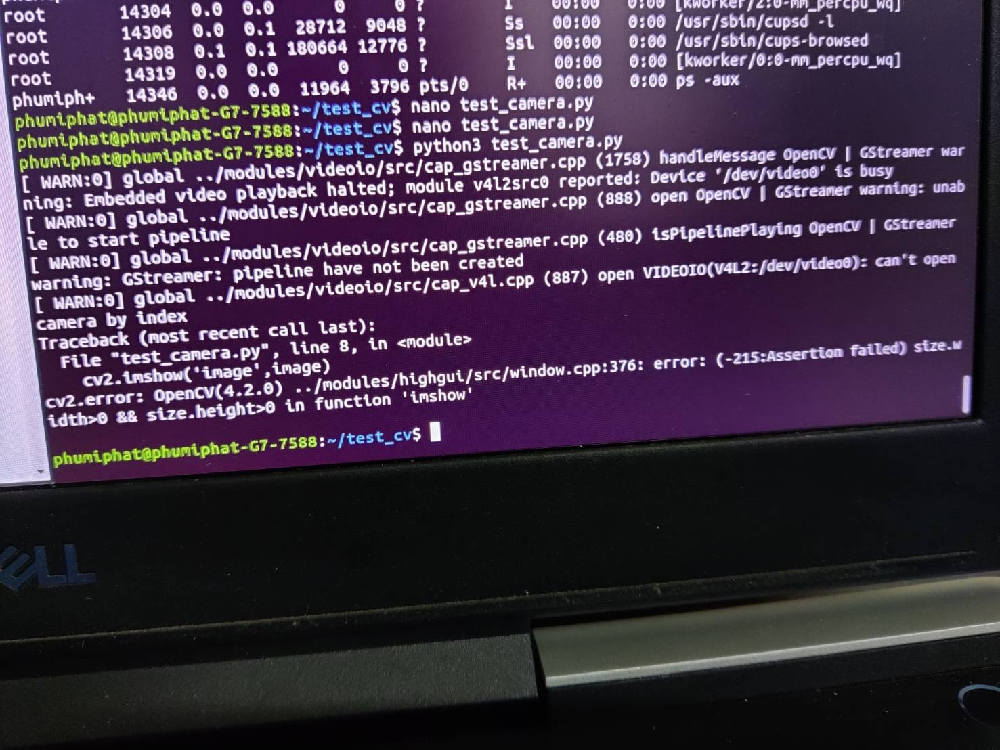 root 14304 0.0 0.0 0 0 ? I 00:00 0:00 [kworker/2:0-mm_percpu_wq]
root 14306 0.0 0.1 28712 9048 ? Ss 00:00 0:00 /usr/sbin/cupsd -l
root 14308 0.1 0.1 180664 12776 ? Ssl 00:00 0:00 /usr/sbin/cups-browsed
root 14319 0.0 0.0 0 0 ? I 00:00 0:00 [kworker/0:0-mm_percpu_wq]
phumiph+ 14346 0.0 0.0 11964 3796 pts/0 R+ 00:00 0:00 ps -aux
phumiphat@phumiphat-G7-7588:~/test_cv$ nano test_camera.py
phumiphat@phumiphat-G7-7588:~/test_cv$ nano test_camera.py
phumiphat@phumiphat-G7-7588:~/test_cv$ python3 test_camera.py
[ WARN:0] global ../modules/videoio/src/cap_gstreamer.cpp (1758) handleMessage OpenCV | GStreamer war
ning: Embedded video playback halted; module v4l2src0 reported: Device '/dev/video0' is busy
[ WARN:0] global ../modules/videoio/src/cap_gstreamer.cpp (888) open OpenCV | GStreamer warning: unab
le to start pipeline
[ WARN:0] global ../modules/videoio/src/cap_gstreamer.cpp (480) isPipelinePlaying OpenCV | GStreamer
warning: GStreamer: pipeline have not been created
[ WARN:0] global ../modules/videoio/src/cap_v4l.cpp (887) open VIDEOIO(V4L2:/dev/video0): can't open
camera by index
Traceback (most recent call last):
File "test_camera.py", line 8, in <module>
cv2.imshow('image',image)
cv2.error: OpenCV(4.2.0) ../modules/highgui/src/window.cpp:376: error: (-215:Assertion failed) size.w
idth>0 && size.height>0 in function 'imshow'
phumiphat@phumiphat-G7-7588:~/test_cv$
DELL